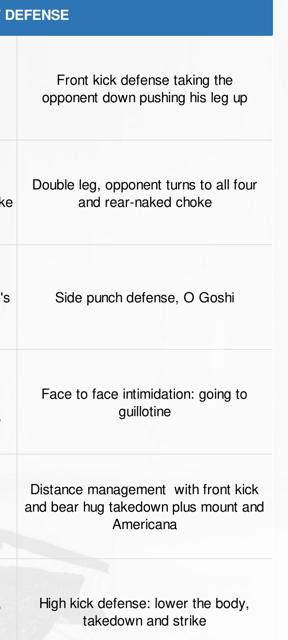 DEFENSE
Front kick defense taking the
opponent down pushing his leg up
Double leg, opponent turns to all four
and rear-naked choke
ke
's
Side punch defense, O Goshi
Face to face intimidation: going to
guillotine
Distance management  with front kick
and bear hug takedown plus mount and
Americana
High kick defense: lower the body,
takedown and strike